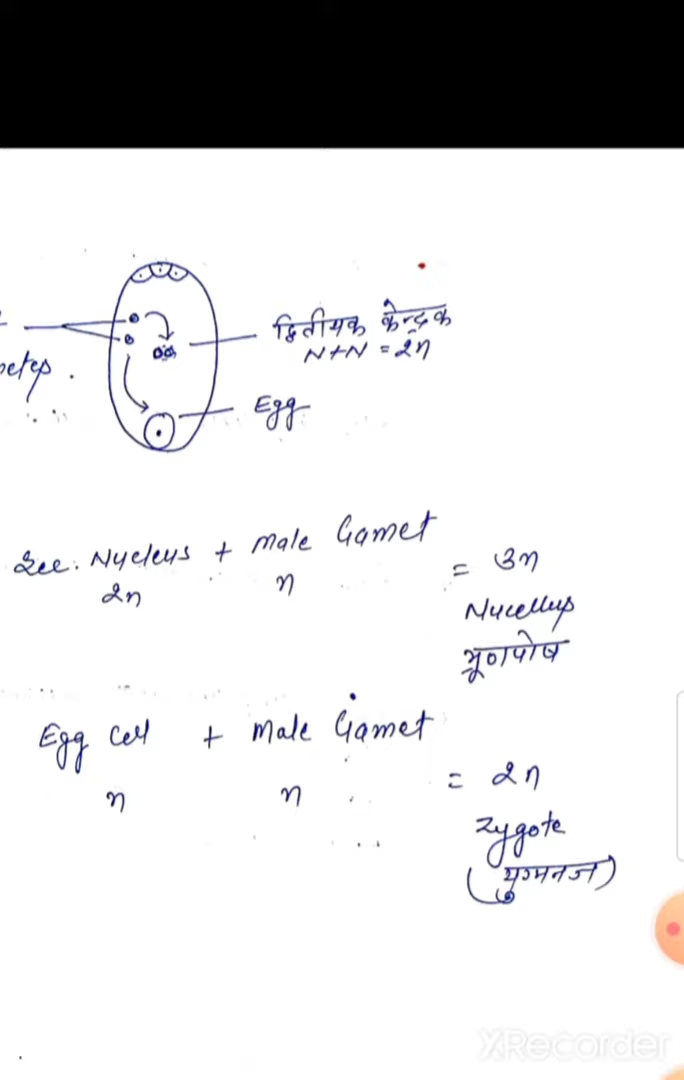 द्वितीयक केन्द्रक
N+N = 2n
Egg
Sec. Nucleus + Male Gamet = 3n
2n n
Nucellus
भ्रूणपोष
Egg Cell + Male Gamet = 2n
n n
Zygote
(युग्मनज)
XRecorder